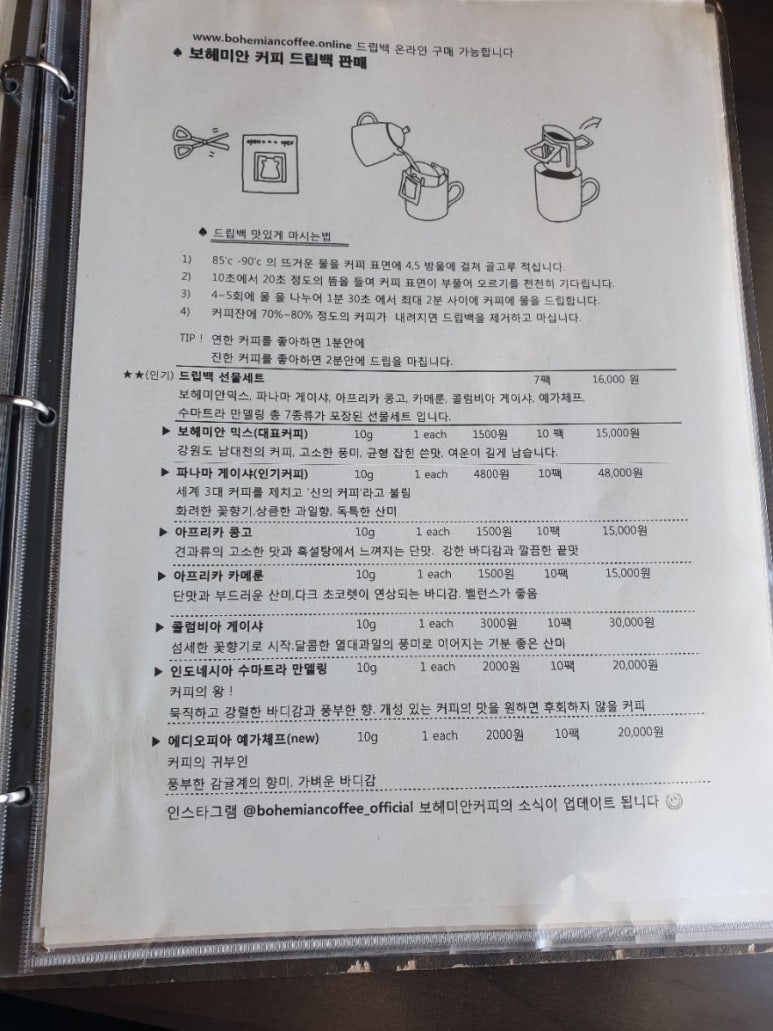 www.bohemiancoffee.online 드립백 온라인 구매 가능합니다
♠ 보헤미안 커피 드립백 판매
open • • • open
♠ 드립백 맛있게 마시는법
1) 85'c -90'c 의 뜨거운 물을 커피 표면에 4,5 방울에 걸쳐 골고루 적십니다.
2) 10초에서 20초 정도의 뜸을 들여 커피 표면이 부풀어 오르기를 천천히 기다립니다.
3) 4~5회에 물 을 나누어 1분 30초 에서 최대 2분 사이에 커피에 물을 드립합니다.
4) 커피잔에 70%~80% 정도의 커피가 내려지면 드립백을 제거하고 마십니다.
TIP ! 연한 커피를 좋아하면 1분안에
진한 커피를 좋아하면 2분안에 드립을 마칩니다.
★★(인기) 드립백 선물세트 7팩 16,000 원
보헤미안믹스, 파나마 게이샤, 아프리카 콩고, 카메룬, 콜럼비아 게이샤. 예가체프,
수마트라 만델링 총 7종류가 포장된 선물세트 입니다.
▶ 보헤미안 믹스(대표커피) 10g 1 each 1500원 10 팩 15,000원
강원도 남대천의 커피, 고소한 풍미, 균형 잡힌 쓴맛, 여운이 길게 남습니다.
▶ 파나마 게이샤(인기커피) 10g 1 each 4800원 10팩 48,000원
세계 3대 커피를 제치고 '신의 커피'라고 불림
화려한 꽃향기,상큼한 과일향, 독특한 산미
▶ 아프리카 콩고 10g 1 each 1500원 10팩 15,000원
견과류의 고소한 맛과 흑설탕에서 느껴지는 단맛. 강한 바디감과 깔끔한 끝맛
▶ 아프리카 카메룬 10g 1 each 1500원 10팩 15,000원
단맛과 부드러운 산미,다크 초코렛이 연상되는 바디감. 밸런스가 좋음
▶ 콜럼비아 게이샤 10g 1 each 3000원 10팩 30,000원
섬세한 꽃향기로 시작.달콤한 열대과일의 풍미로 이어지는 기분 좋은 산미
▶ 인도네시아 수마트라 만델링 10g 1 each 2000원 10팩 20,000원
커피의 왕 !
묵직하고 강렬한 바디감과 풍부한 향. 개성 있는 커피의 맛을 원하면 후회하지 않을 커피
▶ 에디오피아 예가체프(new) 10g 1 each 2000원 10팩 20,000원
커피의 귀부인
풍부한 감귤계의 향미, 가벼운 바디감
인스타그램 @bohemiancoffee_official 보헤미안커피의 소식이 업데이트 됩니다